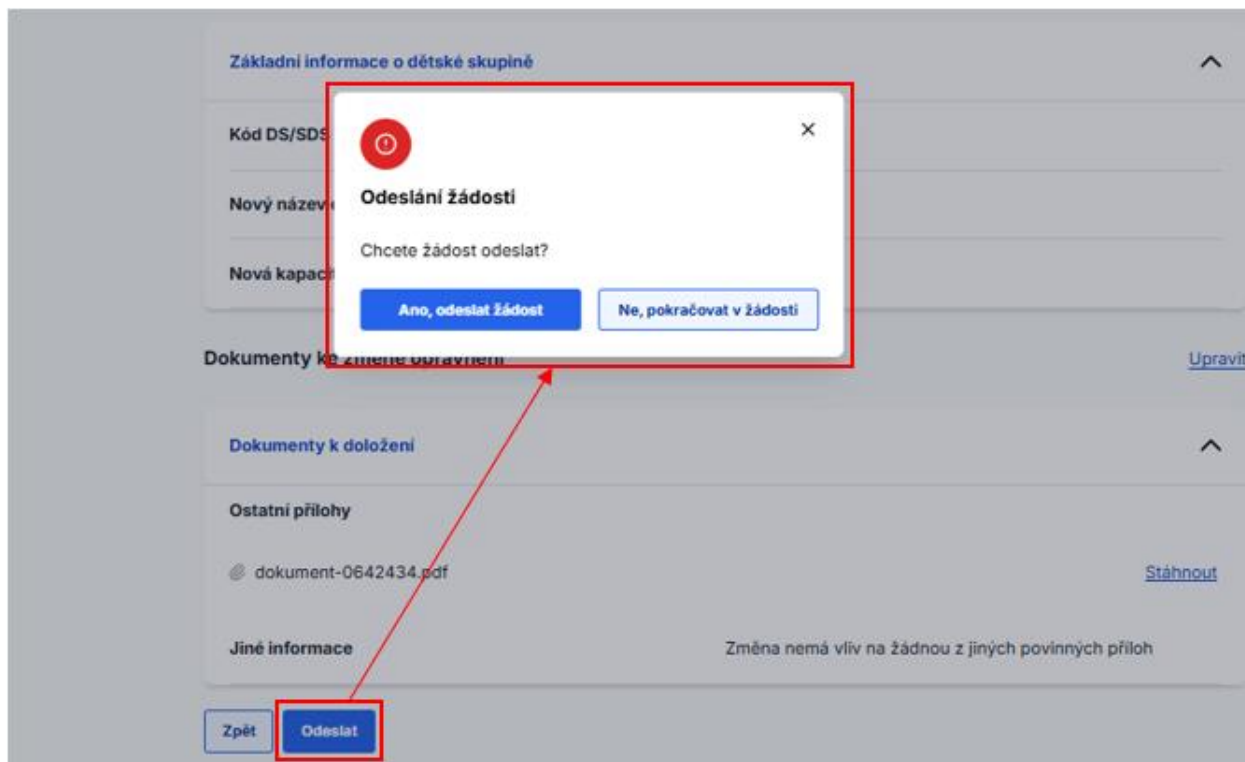 Základní informace o dětské skupině
Kód DS/SDS
Odeslání žádosti
Nový název
Chcete žádost odeslat?
Nová kapaci
Ano, odeslat žádost
Ne, pokračovat v žádosti
Dokumenty ke změně oprávnění
Upravit
Dokumenty k doložení
Ostatní přílohy
dokument-0642434.pdf
Stáhnout
Jiné informace
Změna nemá vliv na žádnou z jiných povinných příloh
Zpět
Odeslat